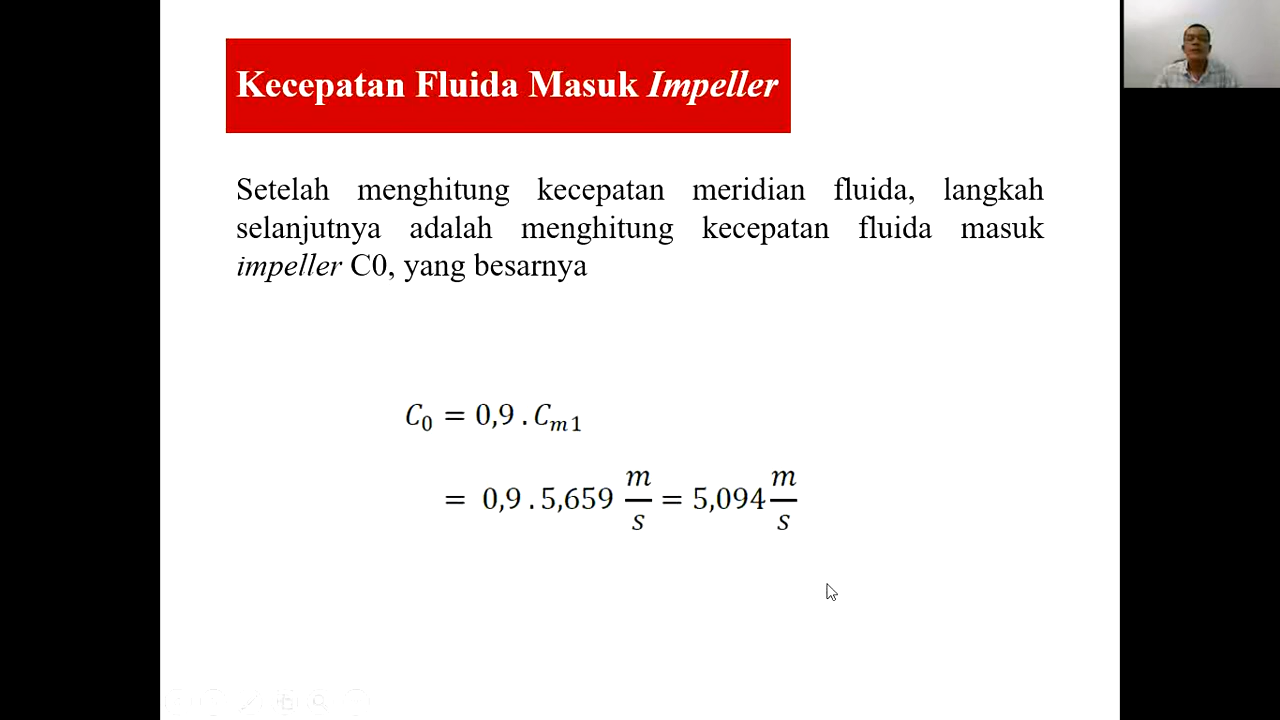 Kecepatan Fluida Masuk Impeller
Setelah menghitung kecepatan meridian fluida, langkah
selanjutnya adalah menghitung kecepatan fluida masuk
impeller C0, yang besarnya
C₀ = 0,9 . Cₘ₁
= 0,9 . 5,659 m/s = 5,094 m/s